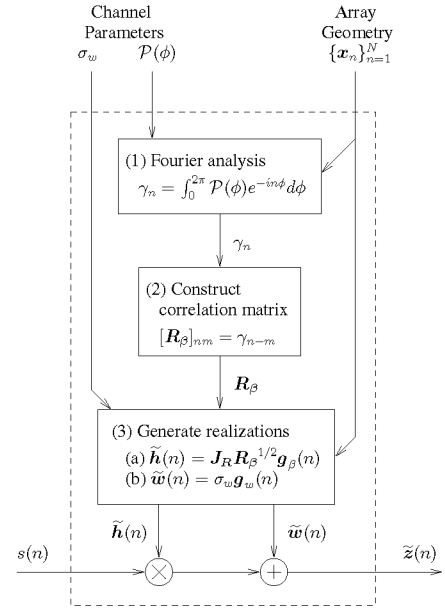 Channel
Parameters
Array
Geometry
σ_w
𝒫(ϕ)
{𝒙_n}_{n=1}^N
(1) Fourier analysis
γ_n = ∫_0^{2π} 𝒫(ϕ)e^{-inϕ}dϕ
γ_n
(2) Construct
correlation matrix
[𝑹_𝜷]_{nm} = γ_{n−m}
𝑹_𝜷
(3) Generate realizations
(a) 𝒉̃(n) = 𝑱_R 𝑹_𝜷^{1/2} 𝒈_β(n)
(b) 𝒘̃(n) = σ_w 𝒈_w(n)
𝒉̃(n)
𝒘̃(n)
s(n)
×
+
𝒛̃(n)